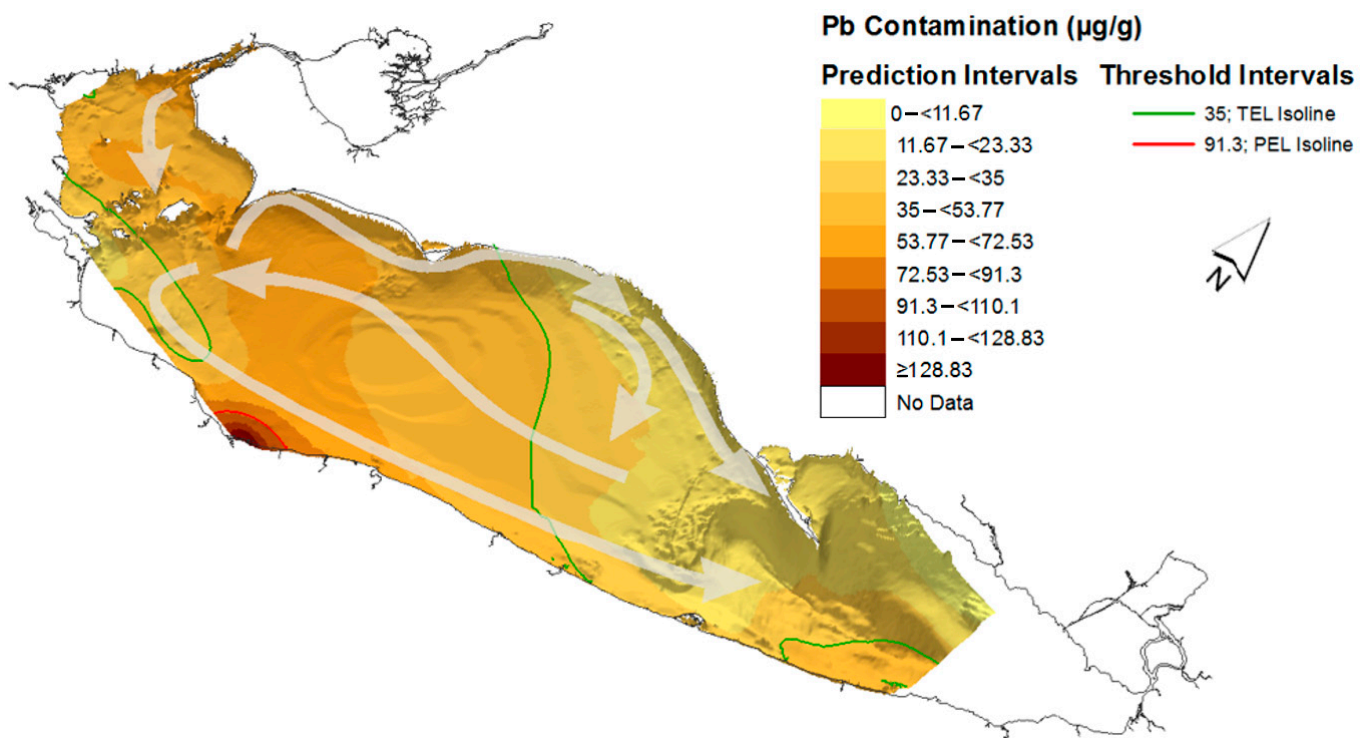 Pb Contamination (µg/g)
Prediction Intervals
0–<11.67
11.67–<23.33
23.33–<35
35–<53.77
53.77–<72.53
72.53–<91.3
91.3–<110.1
110.1–<128.83
≥128.83
No Data
Threshold Intervals
35; TEL Isoline
91.3; PEL Isoline
N